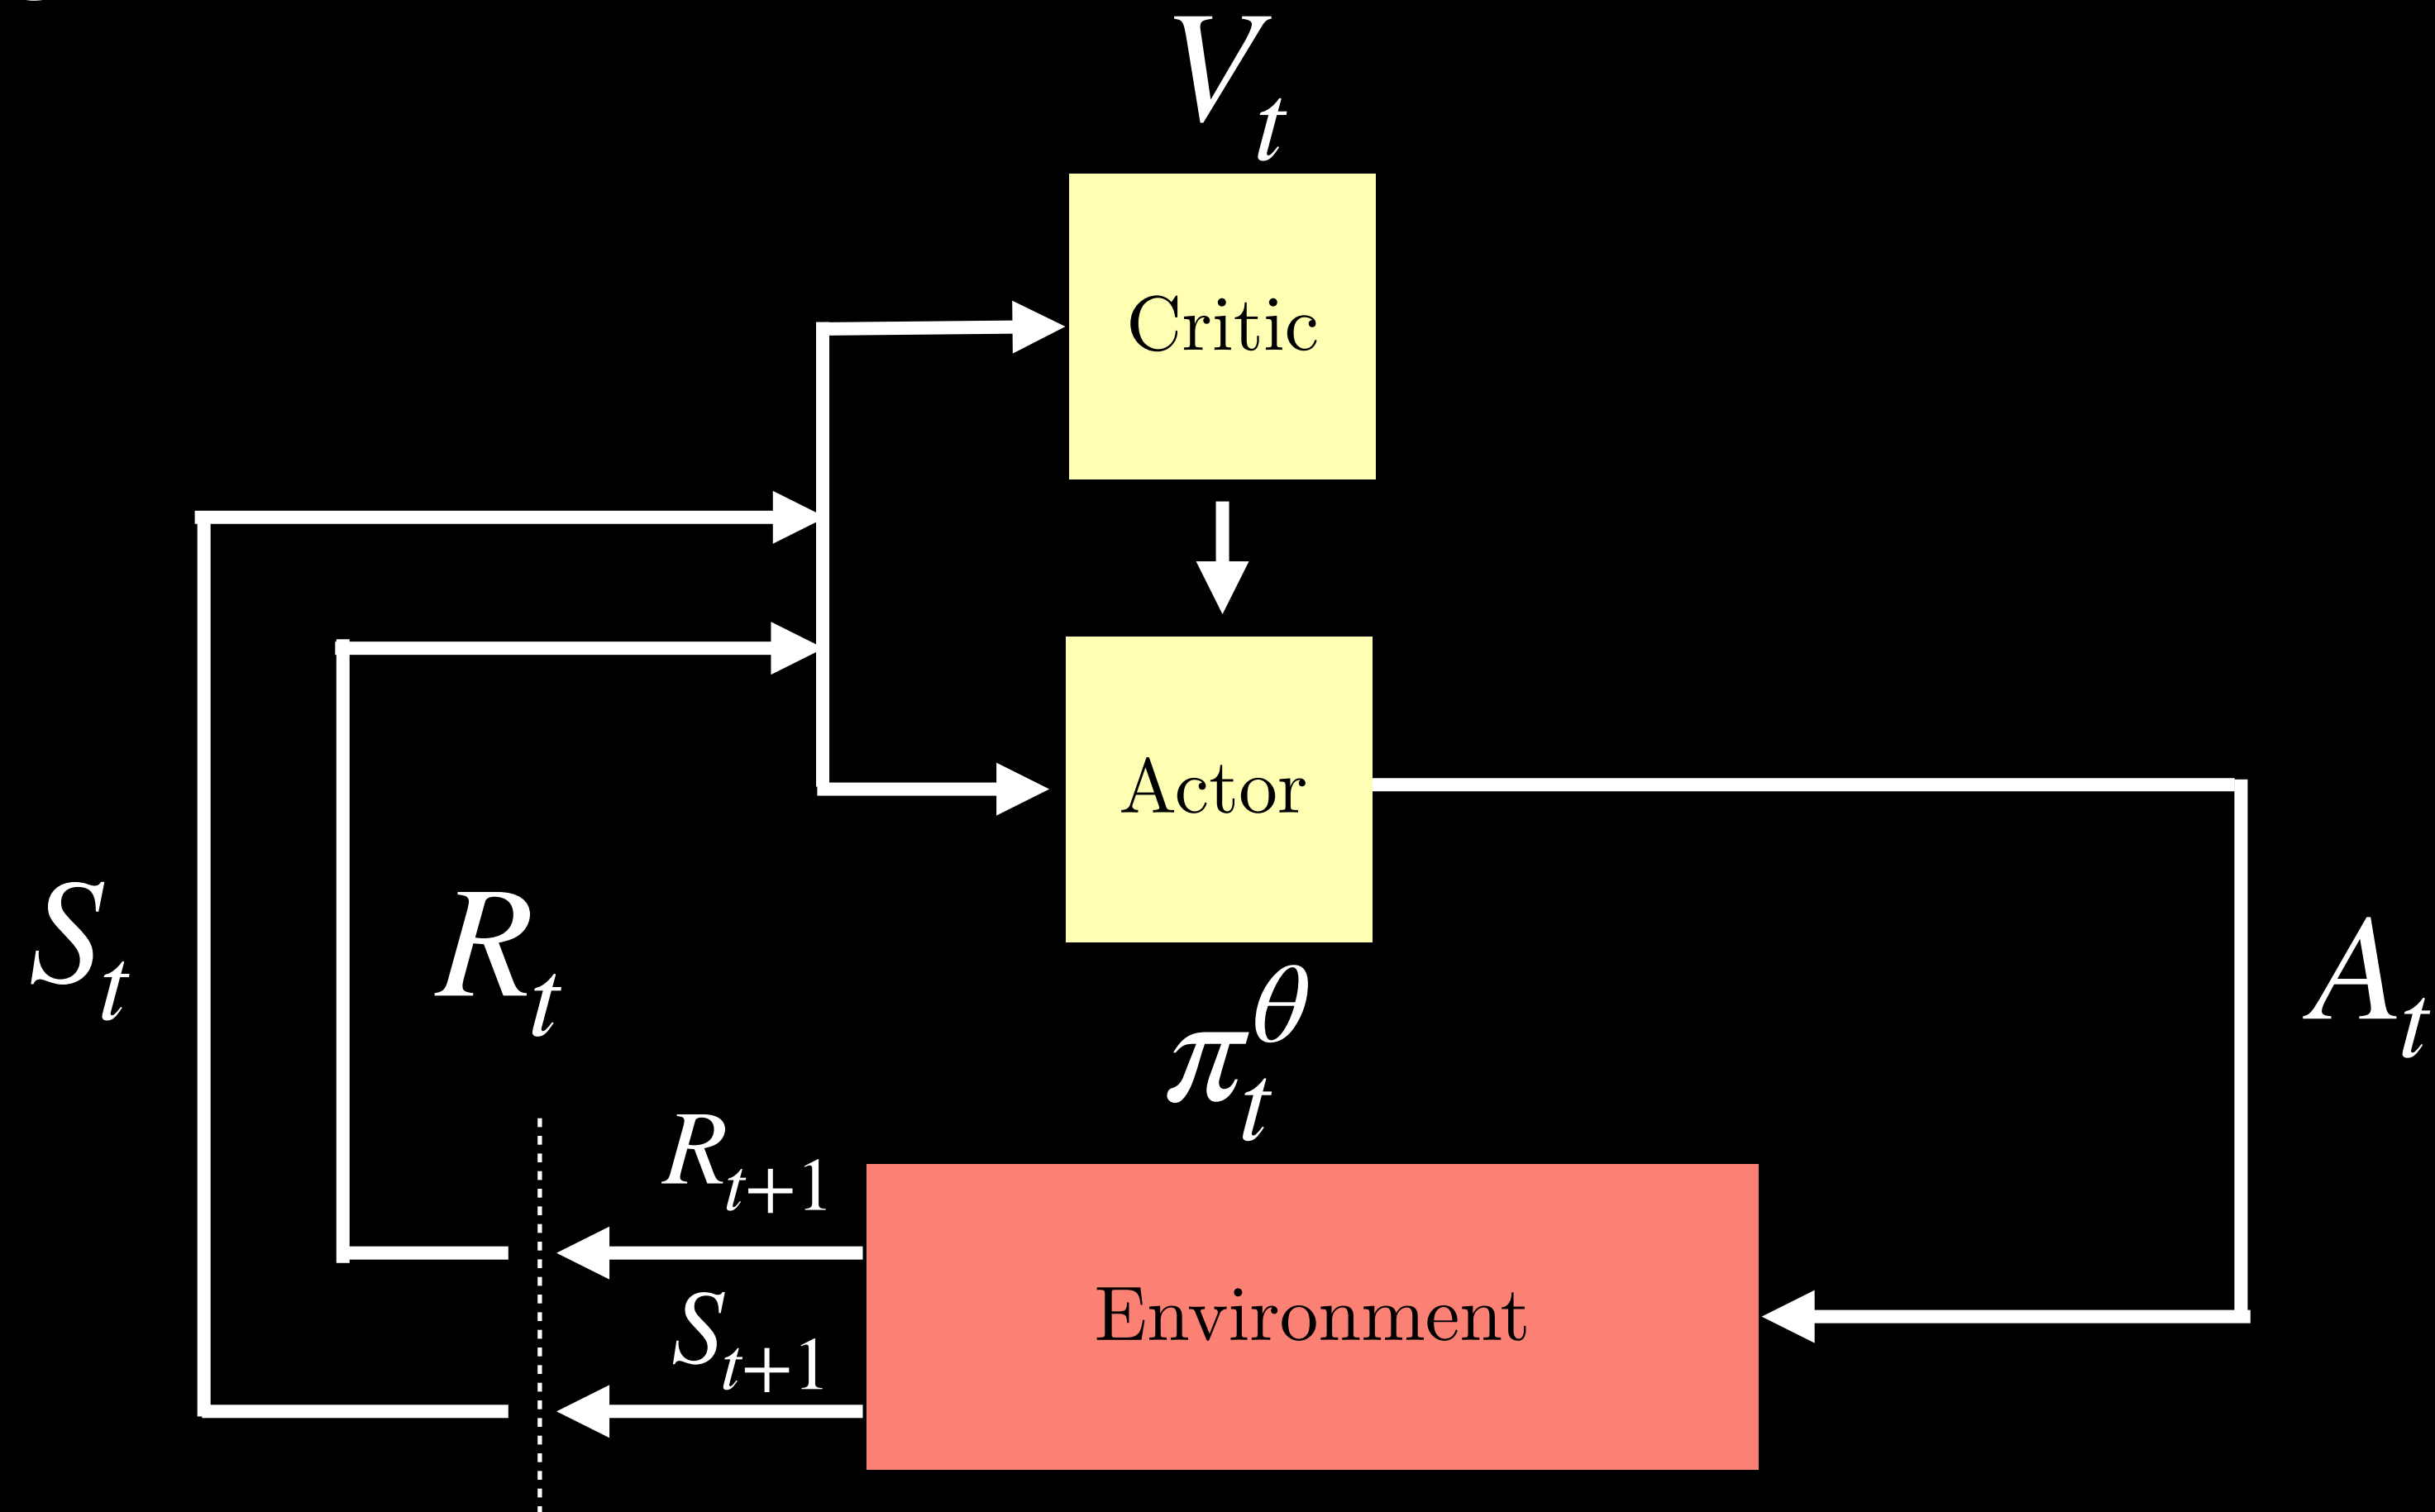 V_t
Critic
Actor
S_t
R_t
A_t
π_t^θ
R_{t+1}
Environment
S_{t+1}